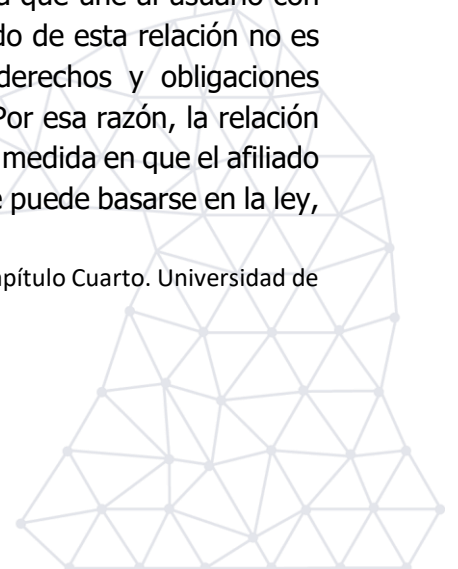 que une al usuario con
do de esta relación no es
derechos y obligaciones
Por esa razón, la relación
medida en que el afiliado
e puede basarse en la ley,
apítulo Cuarto. Universidad de